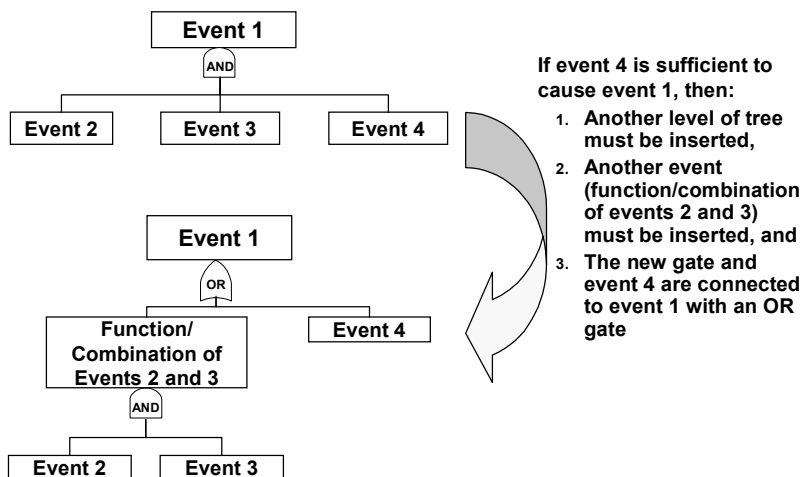 Event 1
AND
Event 2
Event 3
Event 4
Event 1
OR
Function/
Combination of
Events 2 and 3
Event 4
AND
Event 2
Event 3
If event 4 is sufficient to
cause event 1, then:
1. Another level of tree
must be inserted,
2. Another event
(function/combination
of events 2 and 3)
must be inserted, and
3. The new gate and
event 4 are connected
to event 1 with an OR
gate